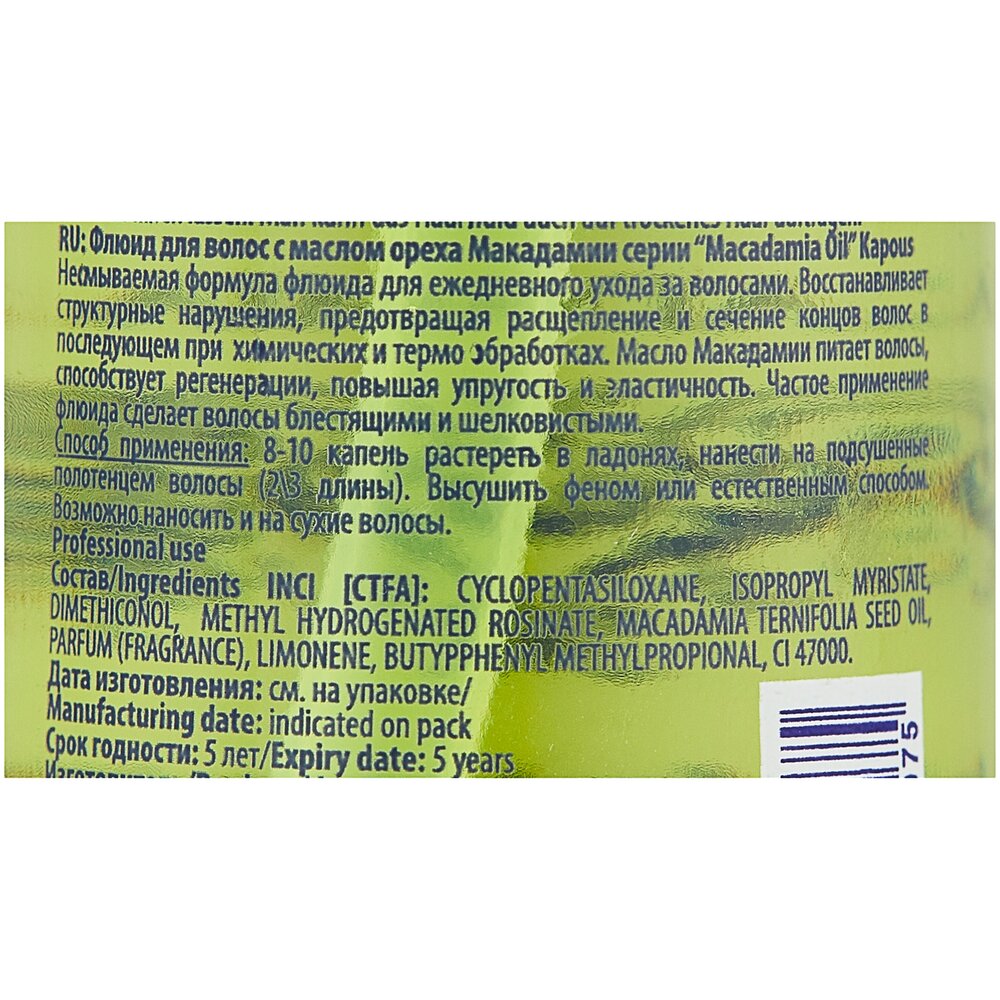 RU: Флюид для волос с маслом ореха Макадамии серии "Macadamia Oil" Kapous
Несмываемая формула флюида для ежедневного ухода за волосами. Восстанавливает
структурные нарушения, предотвращая расщепление и сечение концов волос в
последующем при химических и термо обработках. Масло Макадамии питает волосы,
способствует регенерации, повышая упругость и эластичность. Частое применение
флюида сделает волосы блестящими и шелковистыми.
Способ применения: 8-10 капель растереть в ладонях, нанести на подсушенные
полотенцем волосы (2\3 длины). Высушить феном или естественным способом.
Возможно наносить и на сухие волосы.
Professional use
Состав/Ingredients INCI [CTFA]: CYCLOPENTASILOXANE, ISOPROPYL MYRISTATE,
DIMETHICONOL, METHYL HYDROGENATED ROSINATE, MACADAMIA TERNIFOLIA SEED OIL,
PARFUM (FRAGRANCE), LIMONENE, BUTYPPHENYL METHYLPROPIONAL, CI 47000.
Дата изготовления: см. на упаковке/
Manufacturing date: indicated on pack
Срок годности: 5 лет/Expiry date: 5 years